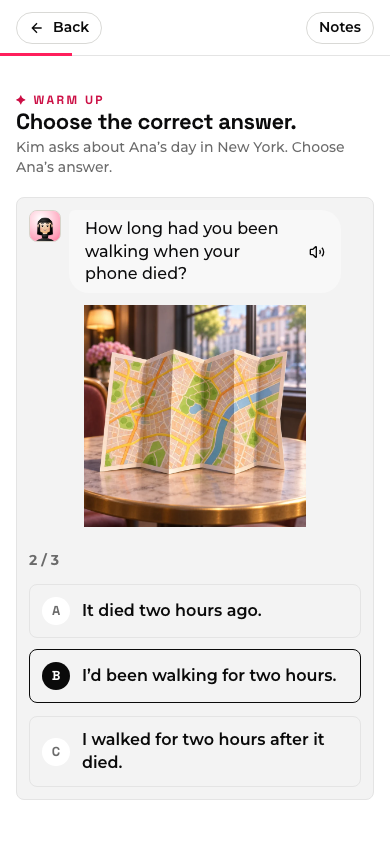 Back
Notes
WARM UP
Choose the correct answer.
Kim asks about Ana's day in New York. Choose
Ana's answer.
How long had you been
walking when your
phone died?
2 / 3
A
It died two hours ago.
B
I'd been walking for two hours.
C
I walked for two hours after it
died.